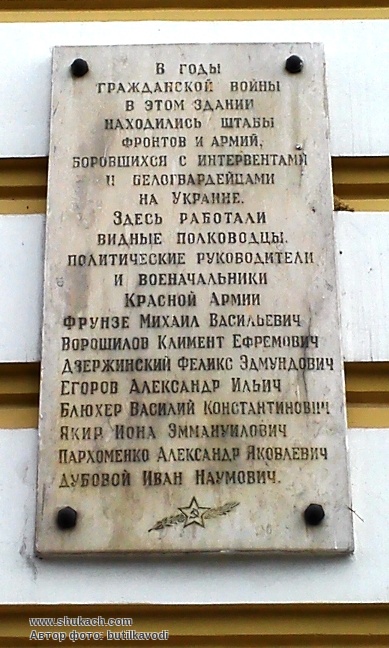 В ГОДЫ
ГРАЖДАНСКОЙ ВОЙНЫ
В ЭТОМ ЗДАНИИ
НАХОДИЛИСЬ ШТАБЫ
ФРОНТОВ И АРМИЙ,
БОРОВШИХСЯ С ИНТЕРВЕНТАМИ
И БЕЛОГВАРДЕЙЦАМИ
НА УКРАИНЕ.
ЗДЕСЬ РАБОТАЛИ
ВИДНЫЕ ПОЛКОВОДЦЫ,
ПОЛИТИЧЕСКИЕ РУКОВОДИТЕЛИ
И ВОЕНАЧАЛЬНИКИ
КРАСНОЙ АРМИИ
ФРУНЗЕ МИХАИЛ ВАСИЛЬЕВИЧ
ВОРОШИЛОВ КЛИМЕНТ ЕФРЕМОВИЧ
ДЗЕРЖИНСКИЙ ФЕЛИКС ЭДМУНДОВИЧ
ЕГОРОВ АЛЕКСАНДР ИЛЬИЧ
БЛЮХЕР ВАСИЛИЙ КОНСТАНТИНОВИЧ
ЯКИР ИОНА ЭММАНУИЛОВИЧ
ПАРХОМЕНКО АЛЕКСАНДР ЯКОВЛЕВИЧ
ДУБОВОЙ ИВАН НАУМОВИЧ.
www.shukach.com
Автор фото: butilkavodi